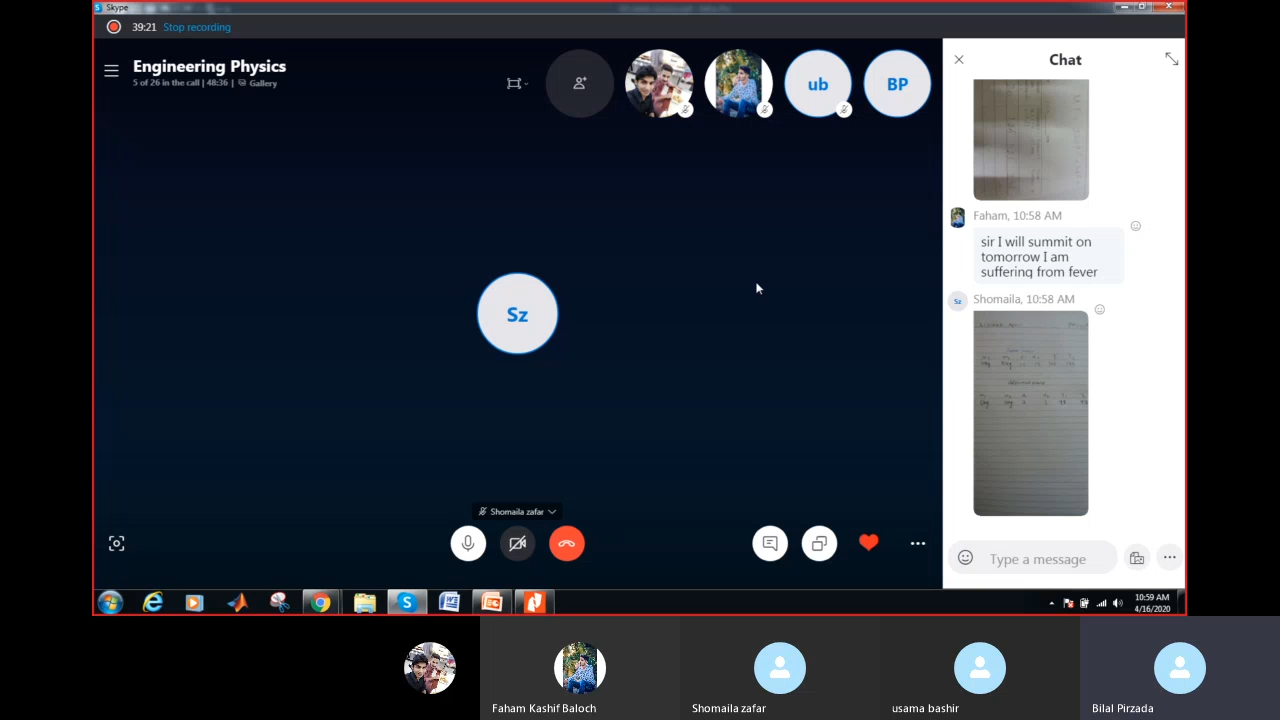 Skype
39:21 Stop recording
Engineering Physics
5 of 26 in the call | 48:36 | Gallery
ub
BP
Chat
Faham, 10:58 AM
sir I will summit on
tomorrow I am
suffering from fever
Sz
Shomaila, 10:58 AM
Sz
Shomaila zafar
Type a message
10:59 AM
4/16/2020
Faham Kashif Baloch
Shomaila zafar
usama bashir
Bilal Pirzada